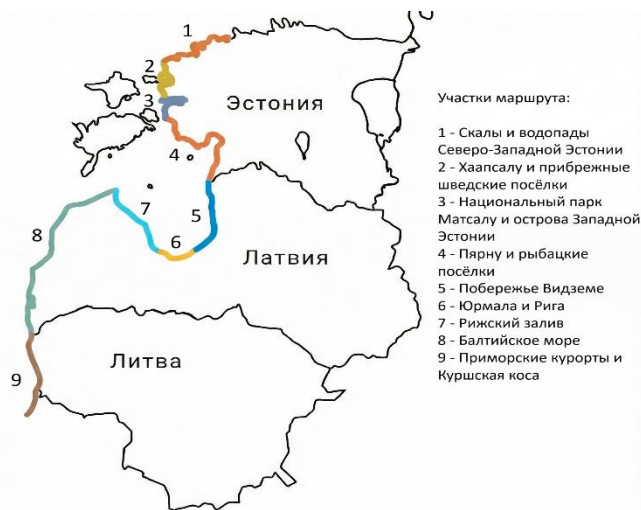 1
2
3
Эстония
4
5
7
6
8
Латвия
Литва
9
Участки маршрута:
1 - Скалы и водопады
Северо-Западной Эстонии
2 - Хаапсалу и прибрежные
шведские посёлки
3 - Национальный парк
Матсалу и острова Западной
Эстонии
4 - Пярну и рыбацкие
посёлки
5 - Побережье Видземе
6 - Юрмала и Рига
7 - Рижский залив
8 - Балтийское море
9 - Приморские курорты и
Куршская коса